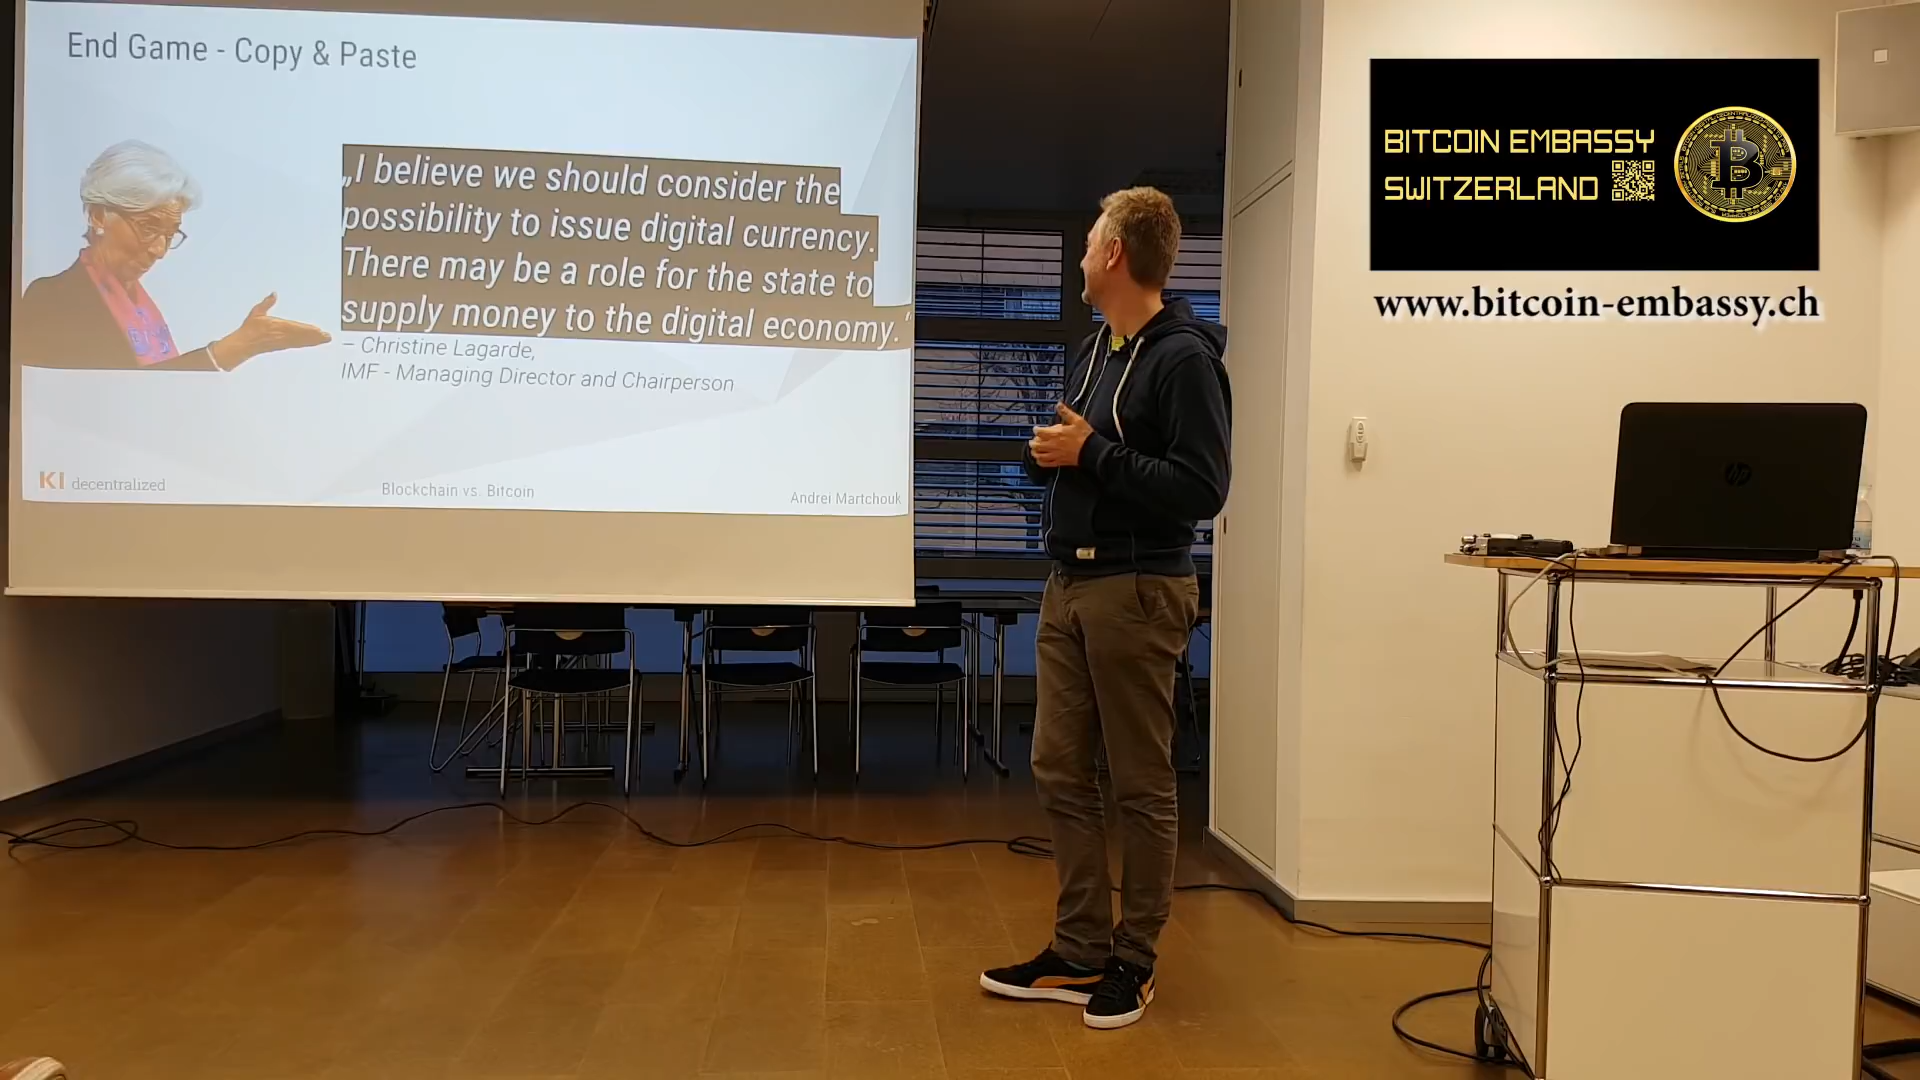 End Game - Copy & Paste
„I believe we should consider the
possibility to issue digital currency.
There may be a role for the state to
supply money to the digital economy.“
– Christine Lagarde,
IMF - Managing Director and Chairperson
KI decentralized
Blockchain vs. Bitcoin
Andrei Martchouk
BITCOIN EMBASSY
SWITZERLAND
www.bitcoin-embassy.ch
hp